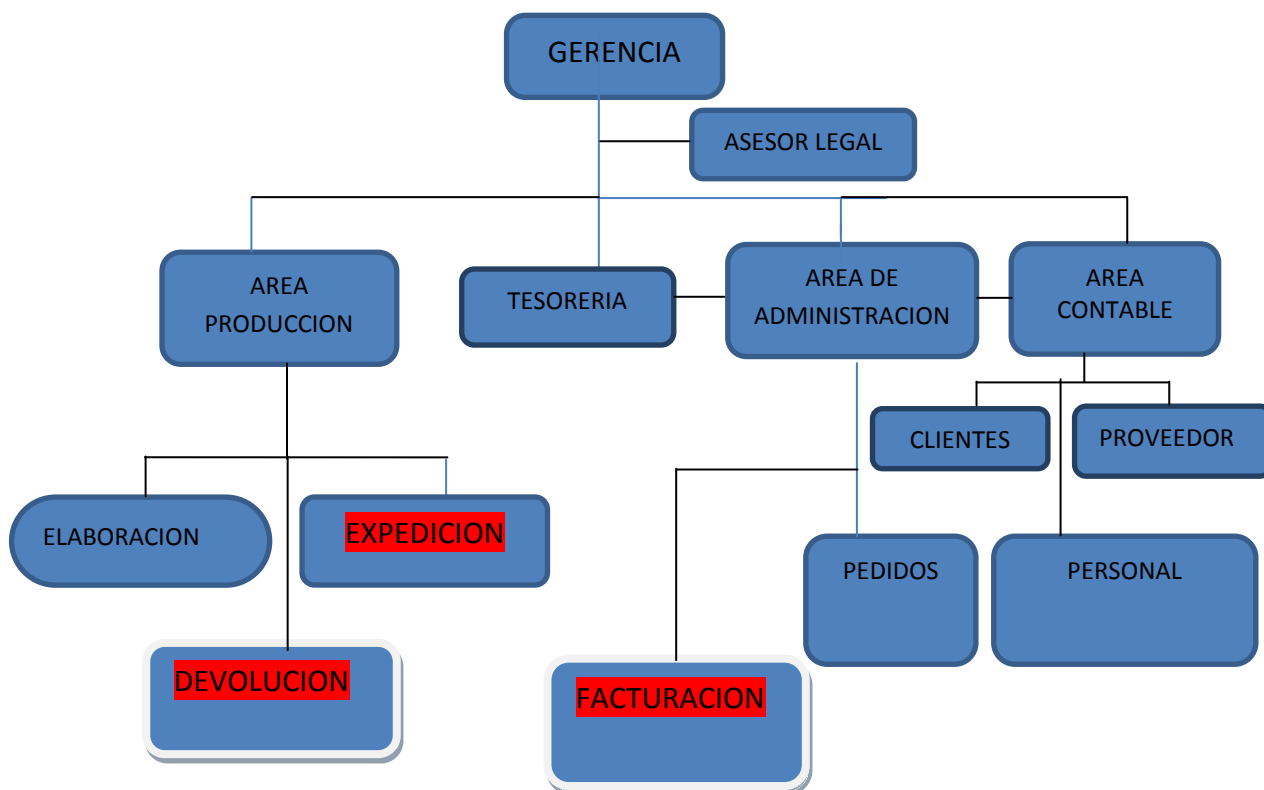 GERENCIA
ASESOR LEGAL
AREA
PRODUCCION
TESORERIA
AREA DE
ADMINISTRACION
AREA
CONTABLE
CLIENTES
PROVEEDOR
ELABORACION
EXPEDICION
PEDIDOS
PERSONAL
DEVOLUCION
FACTURACION